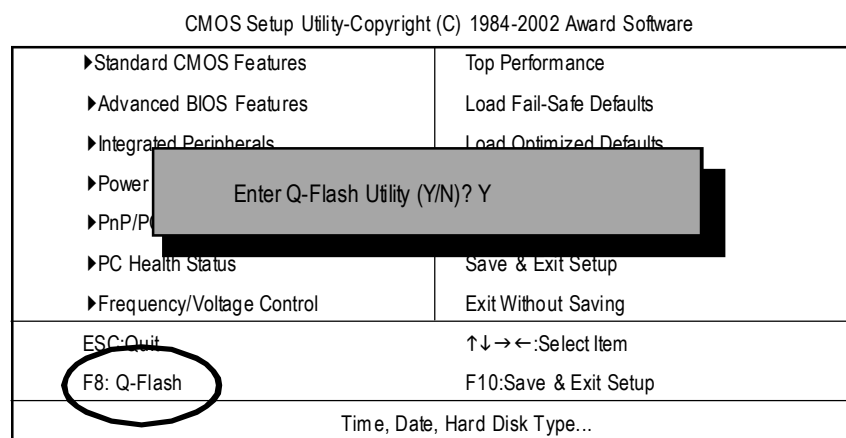 CMOS Setup Utility-Copyright (C) 1984-2002 Award Software
▶Standard CMOS Features
▶Advanced BIOS Features
▶Integrated Peripherals
▶Power
▶PnP/P
▶PC Health Status
▶Frequency/Voltage Control
Top Performance
Load Fail-Safe Defaults
Load Optimized Defaults
Save & Exit Setup
Exit Without Saving
Enter Q-Flash Utility (Y/N)? Y
ESC:Quit
↑↓→←:Select Item
F8: Q-Flash
F10:Save & Exit Setup
Time, Date, Hard Disk Type...